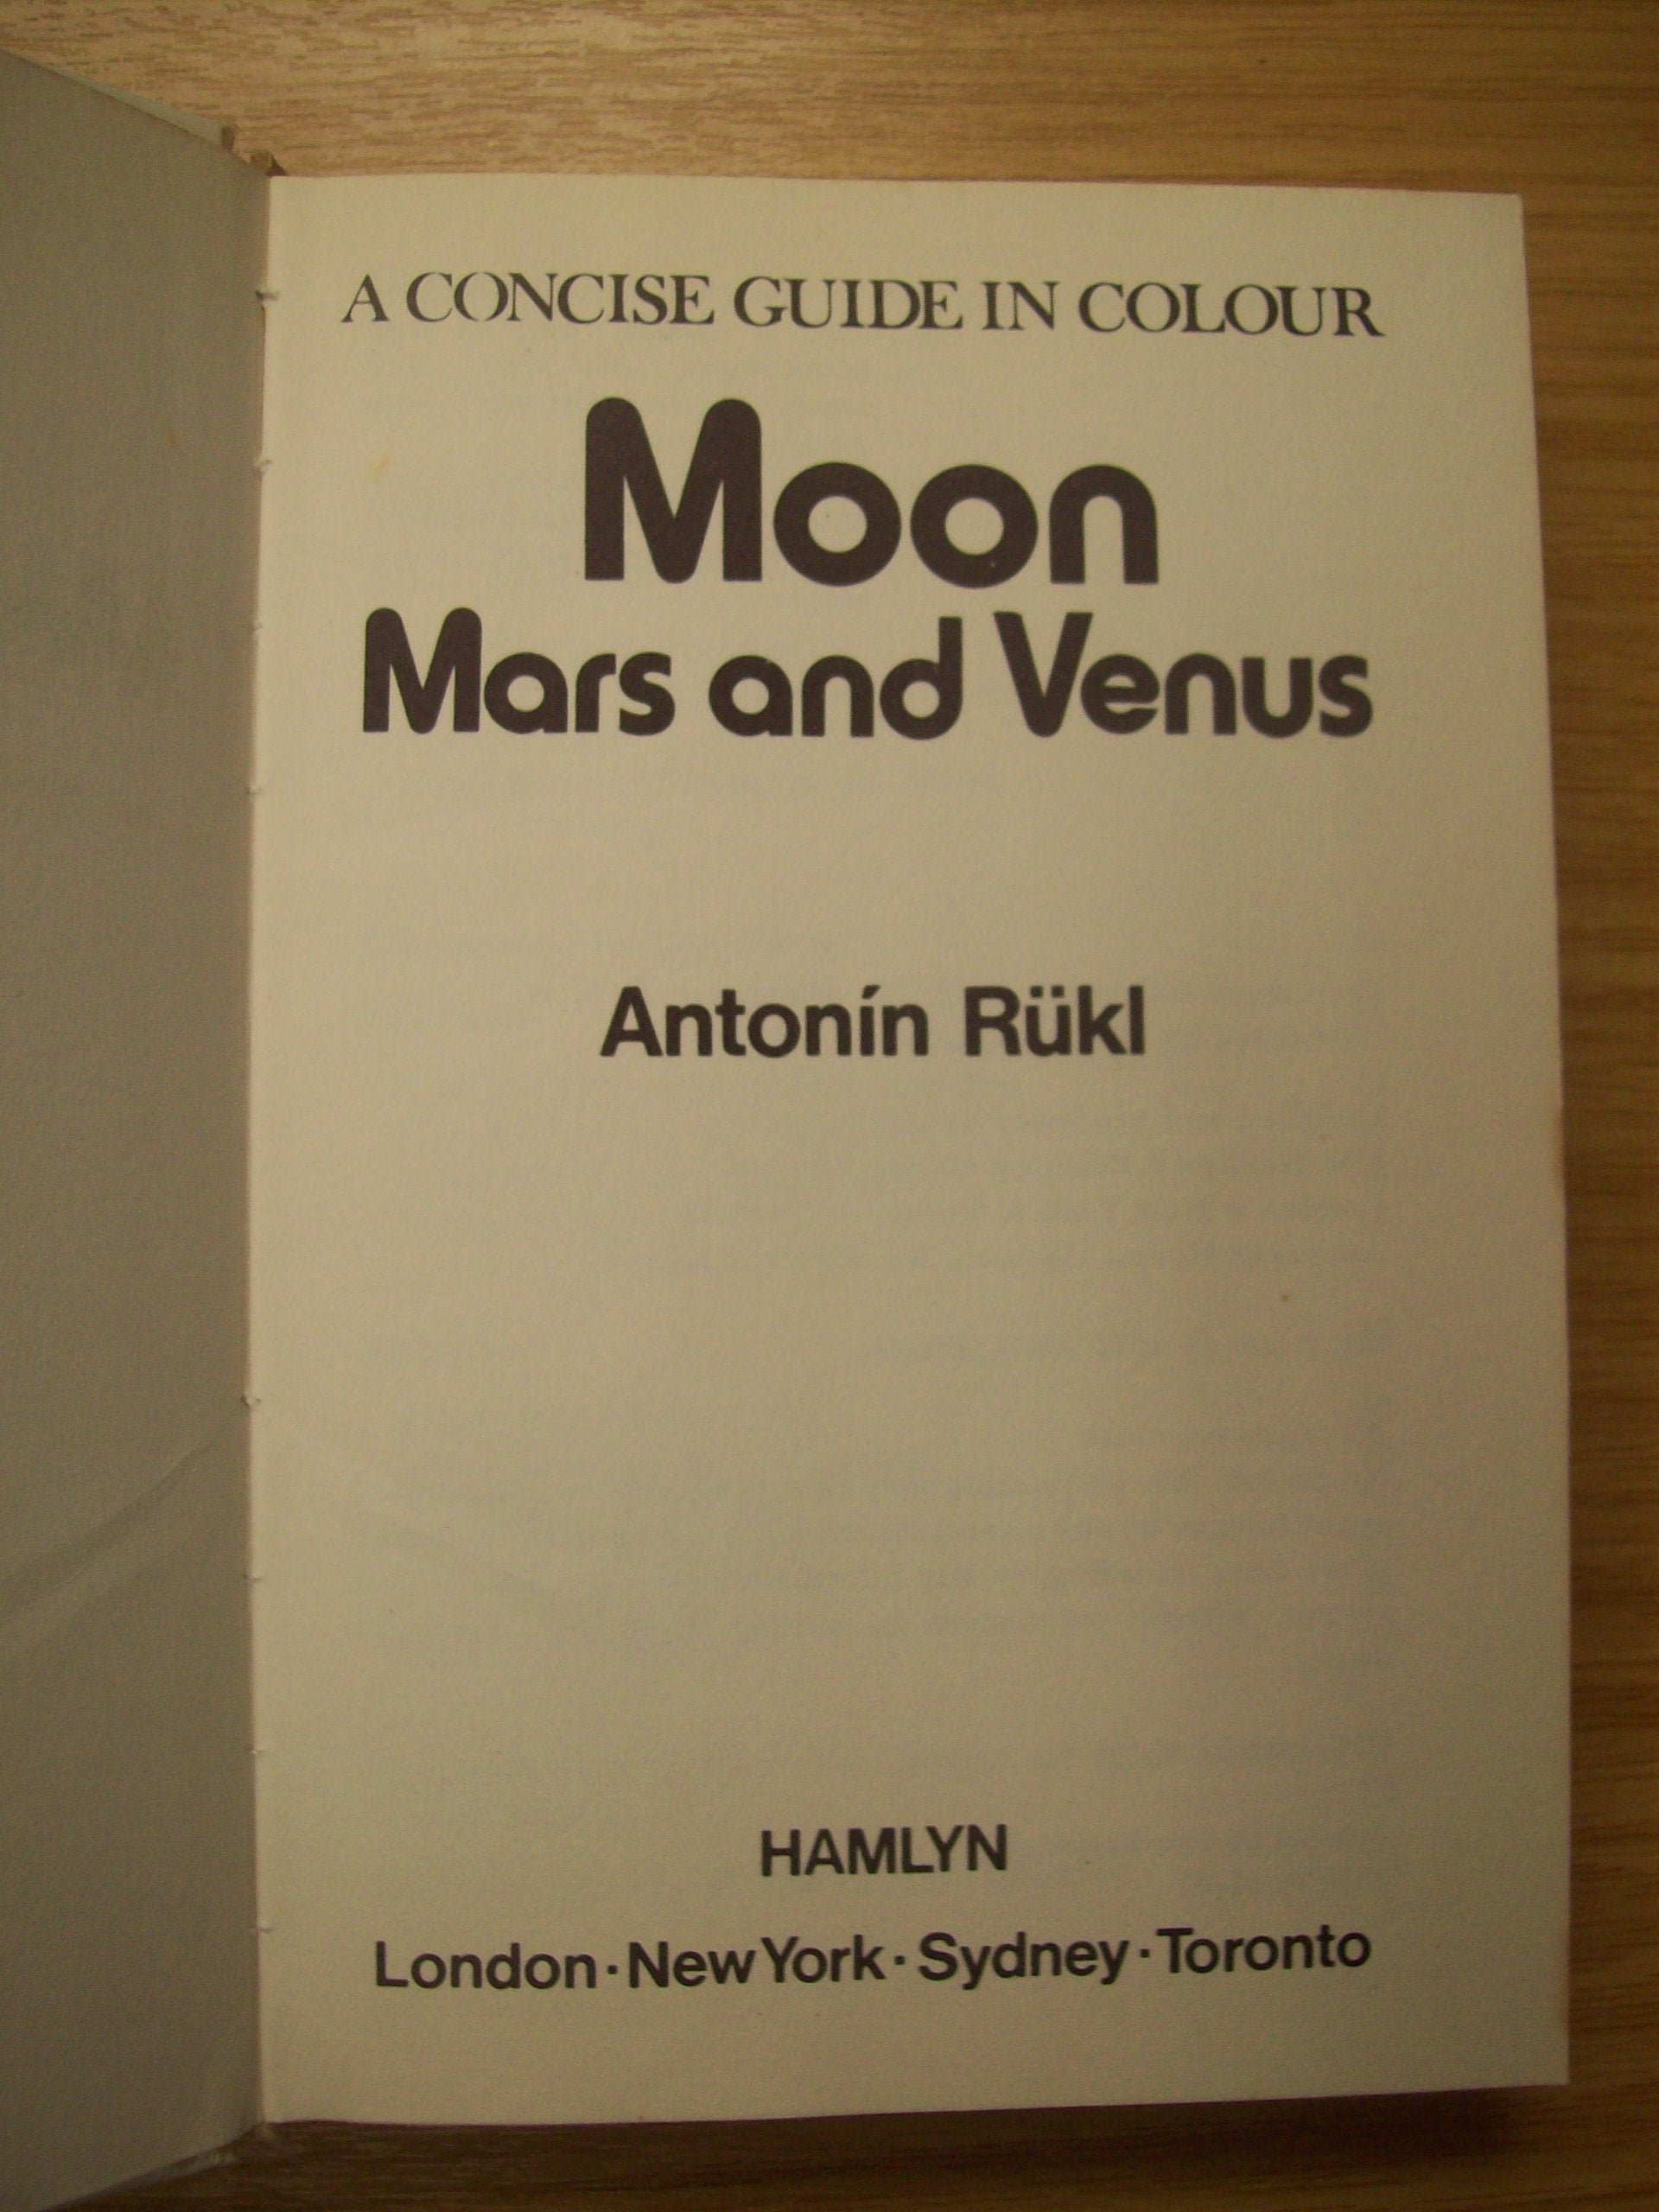 A CONCISE GUIDE IN COLOUR
Moon
Mars and Venus
Antonín Rükl
HAMLYN
London · New York · Sydney · Toronto